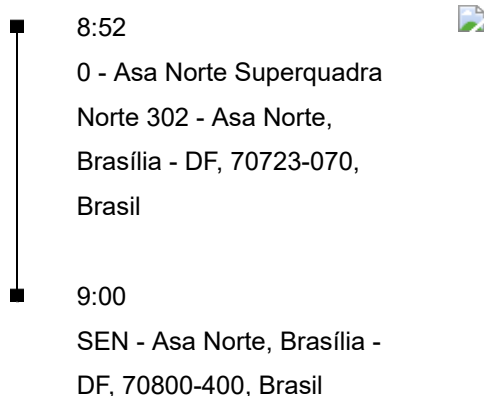 8:52
0 - Asa Norte Superquadra
Norte 302 - Asa Norte,
Brasília - DF, 70723-070,
Brasil
9:00
SEN - Asa Norte, Brasília -
DF, 70800-400, Brasil